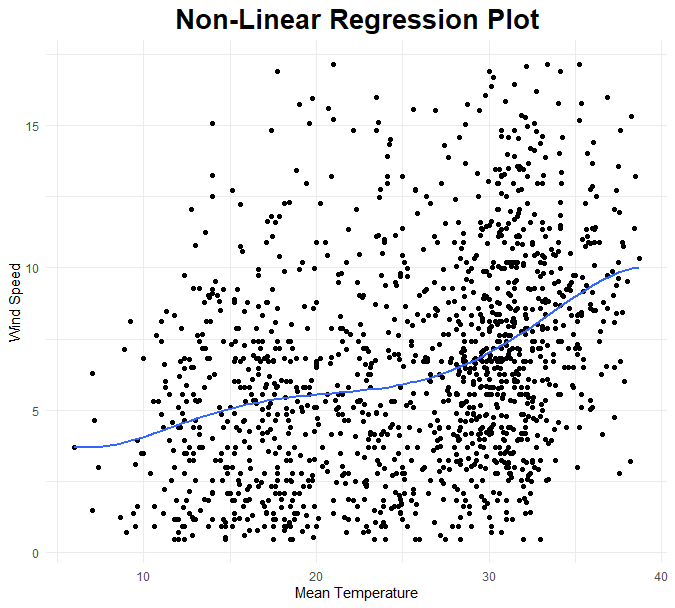 Non-Linear Regression Plot
Wind Speed
15
10
5
0
10 20 30 40
Mean Temperature